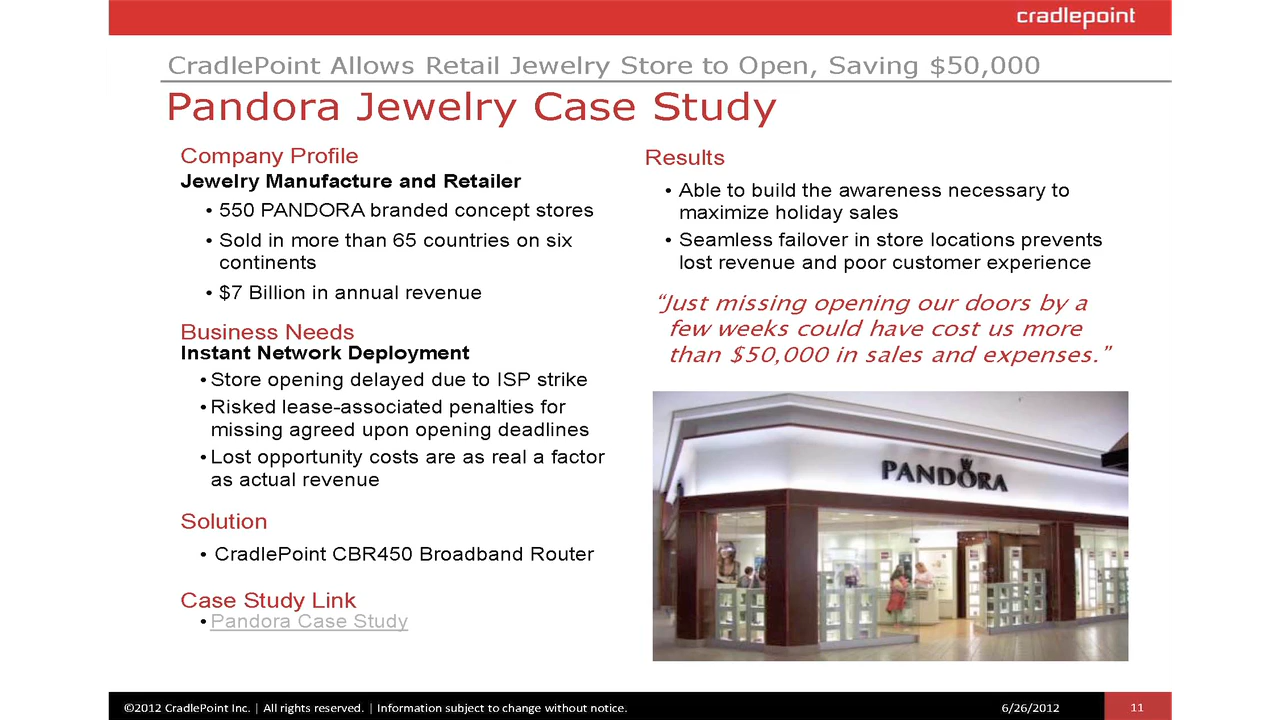 cradlepoint
CradlePoint Allows Retail Jewelry Store to Open, Saving $50,000
Pandora Jewelry Case Study
Company Profile
Jewelry Manufacture and Retailer
• 550 PANDORA branded concept stores
• Sold in more than 65 countries on six
continents
• $7 Billion in annual revenue
Business Needs
Instant Network Deployment
• Store opening delayed due to ISP strike
• Risked lease-associated penalties for
missing agreed upon opening deadlines
• Lost opportunity costs are as real a factor
as actual revenue
Solution
• CradlePoint CBR450 Broadband Router
Case Study Link
• Pandora Case Study
Results
• Able to build the awareness necessary to
maximize holiday sales
• Seamless failover in store locations prevents
lost revenue and poor customer experience
“Just missing opening our doors by a
few weeks could have cost us more
than $50,000 in sales and expenses.”
PANDORA
©2012 CradlePoint Inc. | All rights reserved. | Information subject to change without notice.
6/26/2012
11